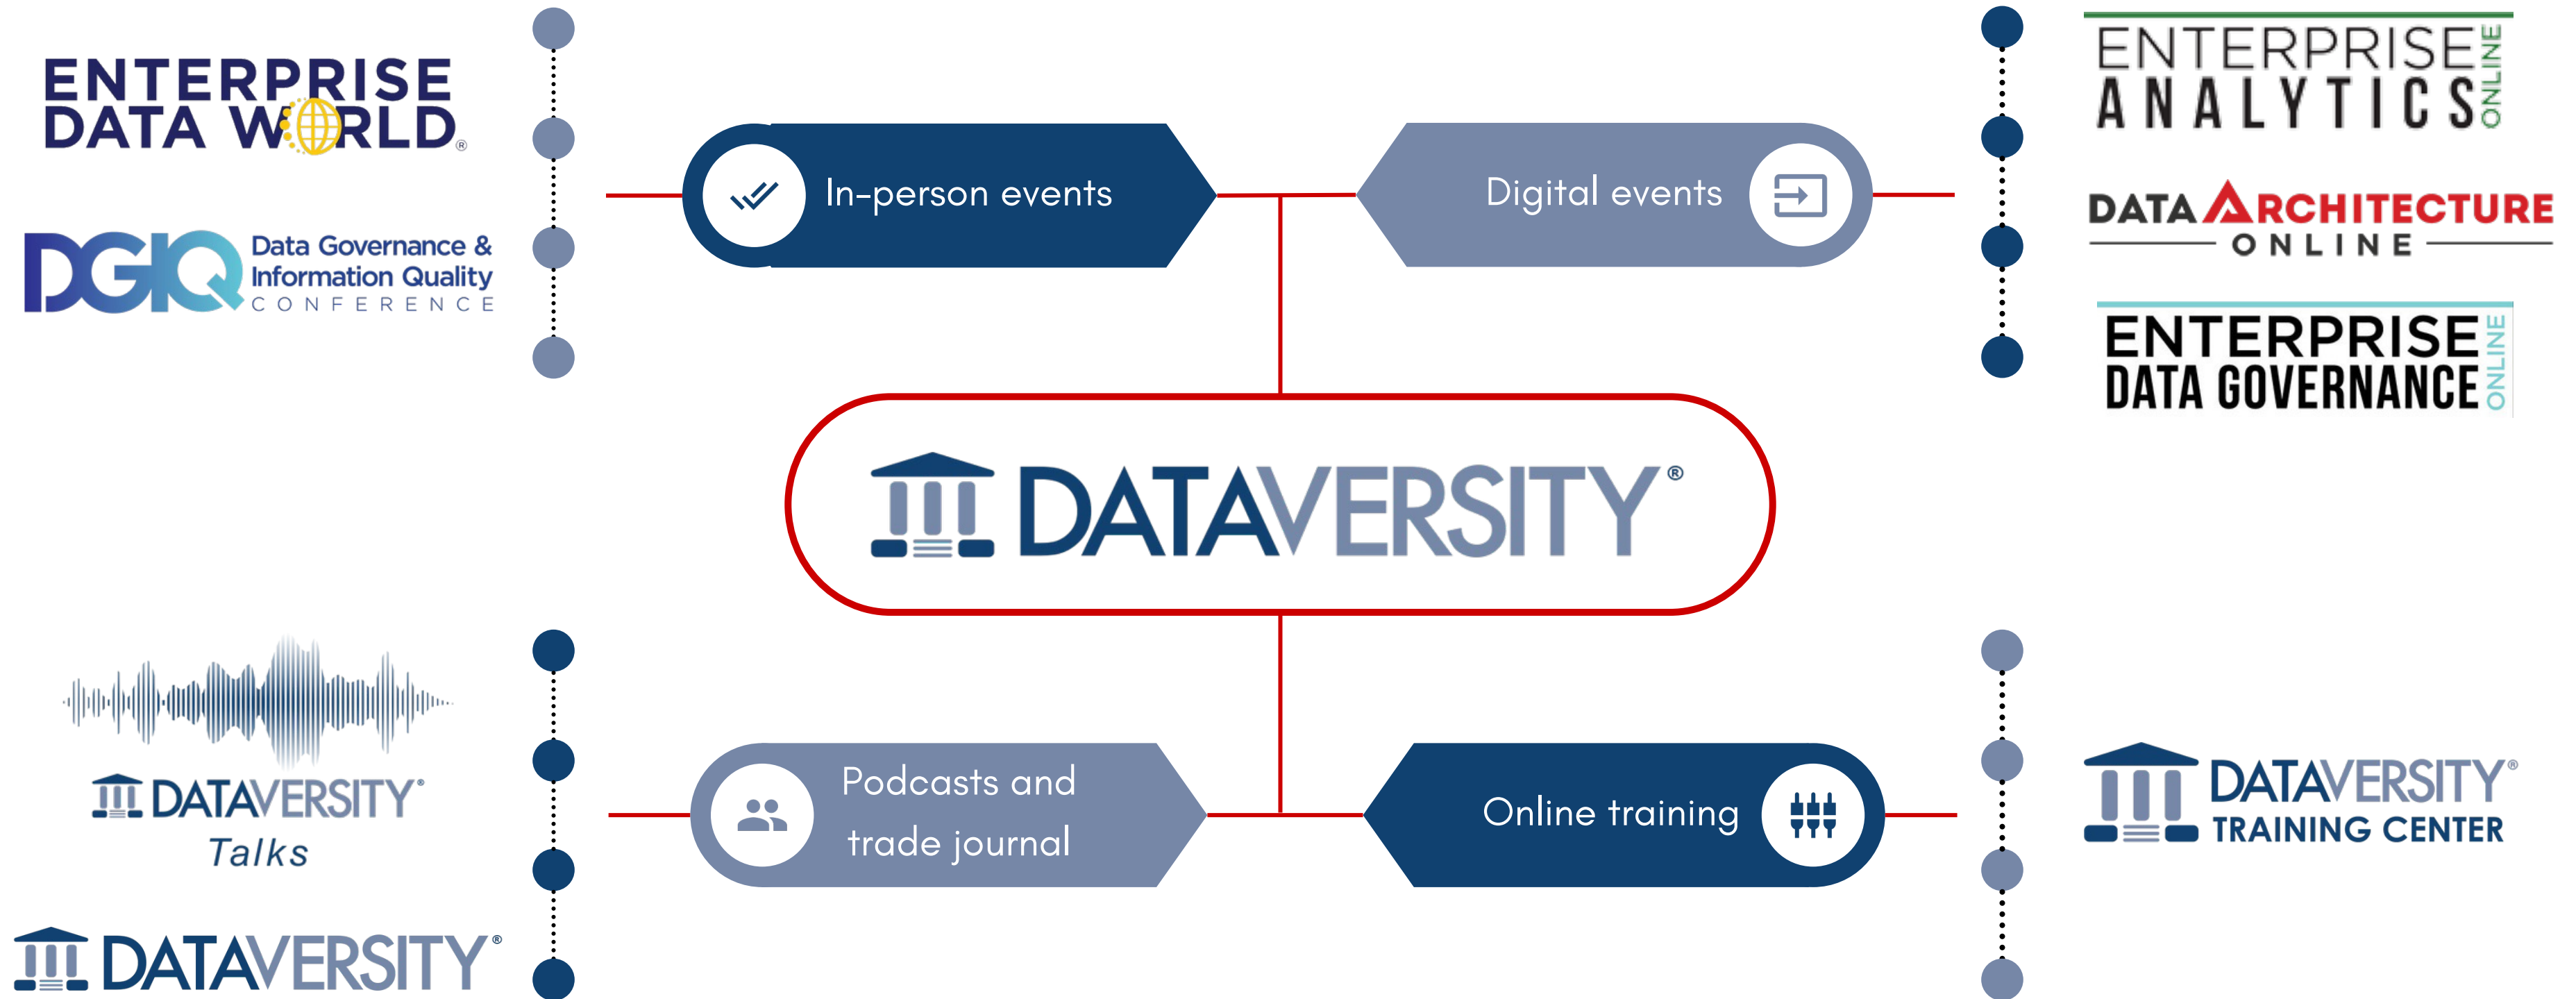 ENTERPRISE
DATA WORLD®
DGIQ Data Governance &
Information Quality
CONFERENCE
In-person events
Digital events
ENTERPRISE
ANALYTICS
ONLINE
DATA ARCHITECTURE
ONLINE
ENTERPRISE
DATA GOVERNANCE
ONLINE
DATAVERSITY®
DATAVERSITY®
Talks
DATAVERSITY®
Podcasts and
trade journal
Online training
DATAVERSITY®
TRAINING CENTER